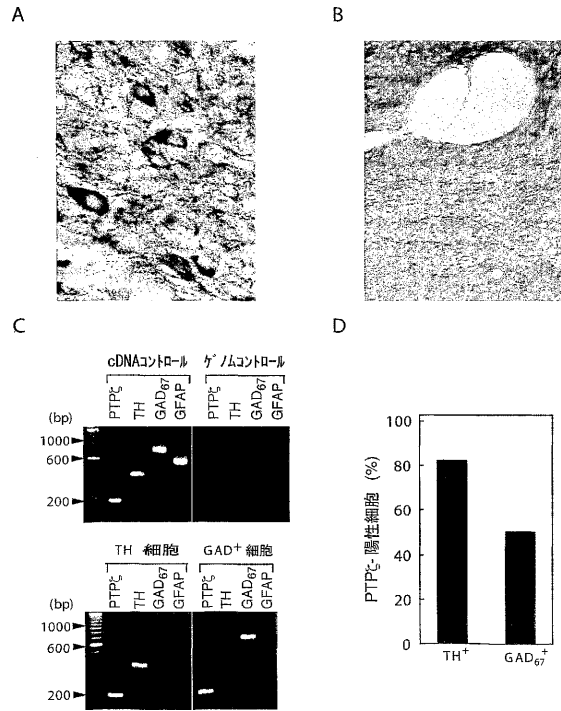 A
B
C
cDNAコントロール
ゲノムコントロール
(bp)
PTPζ
TH
GAD67
GFAP
PTPζ
TH
GAD67
GFAP
1000
600
200
TH 細胞
GAD+ 細胞
(bp)
PTPζ
TH
GAD67
GFAP
PTPζ
TH
GAD67
GFAP
1000
600
200
D
PTPζ-陽性細胞 (%)
100
80
60
40
20
0
TH+
GAD67+